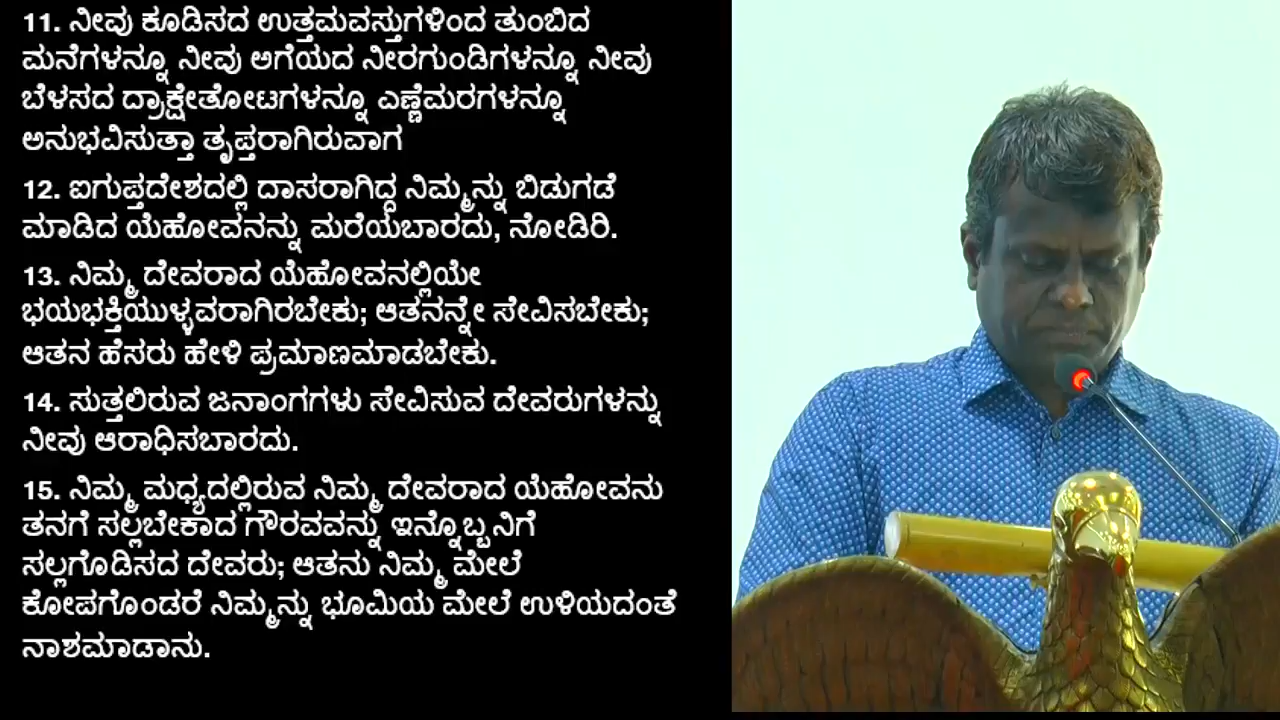 11. ನೀವು ಕೂಡಿಸದ ಉತ್ತಮವಸ್ತುಗಳಿಂದ ತುಂಬಿದ
ಮನೆಗಳನ್ನೂ ನೀವು ಅಗೆಯದ ನೀರಗುಂಡಿಗಳನ್ನೂ ನೀವು
ಬೆಳಸದ ದ್ರಾಕ್ಷೇತೋಟಗಳನ್ನೂ ಎಣ್ಣೆಮರಗಳನ್ನೂ
ಅನುಭವಿಸುತ್ತಾ ತೃಪ್ತರಾಗಿರುವಾಗ
12. ಐಗುಪ್ತದೇಶದಲ್ಲಿ ದಾಸರಾಗಿದ್ದ ನಿಮ್ಮನ್ನು ಬಿಡುಗಡೆ
ಮಾಡಿದ ಯೆಹೋವನನ್ನು ಮರೆಯಬಾರದು, ನೋಡಿರಿ.
13. ನಿಮ್ಮ ದೇವರಾದ ಯೆಹೋವನಲ್ಲಿಯೇ
ಭಯಭಕ್ತಿಯುಳ್ಳವರಾಗಿರಬೇಕು; ಆತನನ್ನೇ ಸೇವಿಸಬೇಕು;
ಆತನ ಹೆಸರು ಹೇಳಿ ಪ್ರಮಾಣಮಾಡಬೇಕು.
14. ಸುತ್ತಲಿರುವ ಜನಾಂಗಗಳು ಸೇವಿಸುವ ದೇವರುಗಳನ್ನು
ನೀವು ಆರಾಧಿಸಬಾರದು.
15. ನಿಮ್ಮ ಮಧ್ಯದಲ್ಲಿರುವ ನಿಮ್ಮ ದೇವರಾದ ಯೆಹೋವನು
ತನಗೆ ಸಲ್ಲಬೇಕಾದ ಗೌರವವನ್ನು ಇನ್ನೊಬ್ಬನಿಗೆ
ಸಲ್ಲಗೊಡಿಸದ ದೇವರು; ಆತನು ನಿಮ್ಮ ಮೇಲೆ
ಕೋಪಗೊಂಡರೆ ನಿಮ್ಮನ್ನು ಭೂಮಿಯ ಮೇಲೆ ಉಳಿಯದಂತೆ
ನಾಶಮಾಡಾನು.